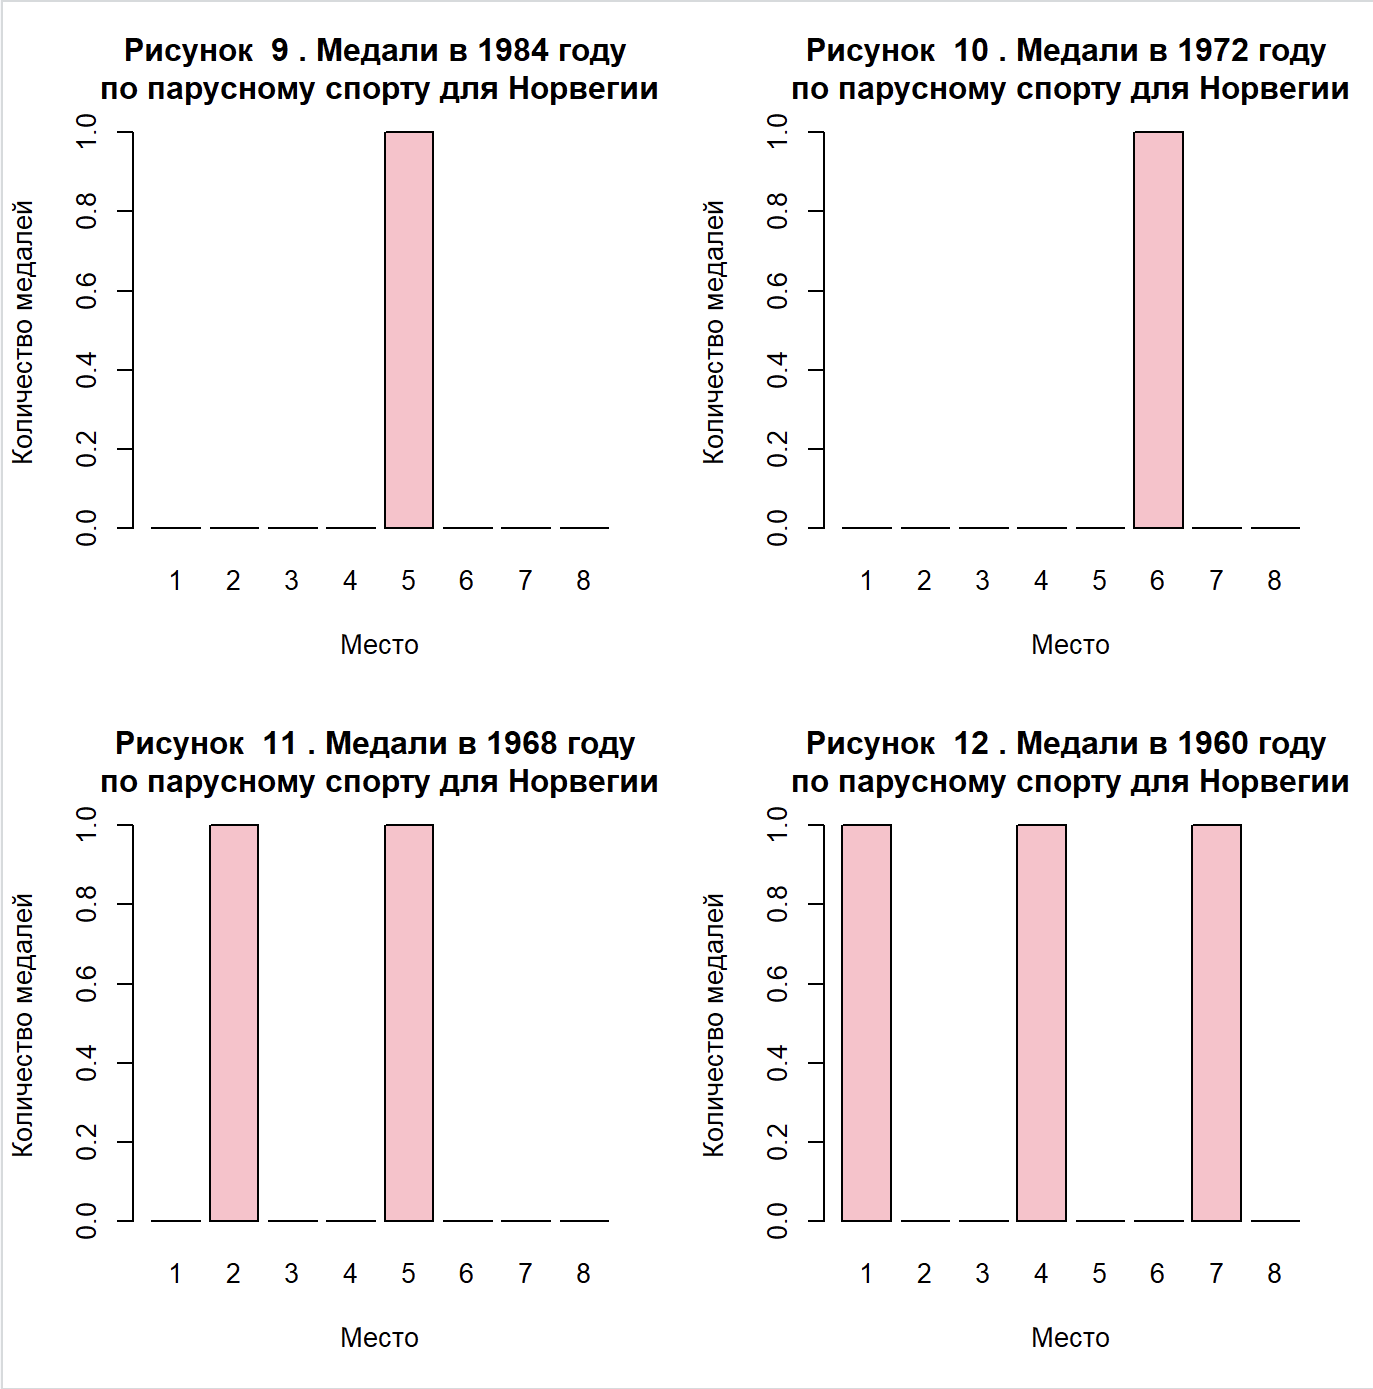 Рисунок  9 . Медали в 1984 году
по парусному спорту для Норвегии
Количество медалей
1.0
0.8
0.6
0.4
0.2
0.0
1 2 3 4 5 6 7 8
Место
Рисунок  10 . Медали в 1972 году
по парусному спорту для Норвегии
Количество медалей
1.0
0.8
0.6
0.4
0.2
0.0
1 2 3 4 5 6 7 8
Место
Рисунок  11 . Медали в 1968 году
по парусному спорту для Норвегии
Количество медалей
1.0
0.8
0.6
0.4
0.2
0.0
1 2 3 4 5 6 7 8
Место
Рисунок  12 . Медали в 1960 году
по парусному спорту для Норвегии
Количество медалей
1.0
0.8
0.6
0.4
0.2
0.0
1 2 3 4 5 6 7 8
Место